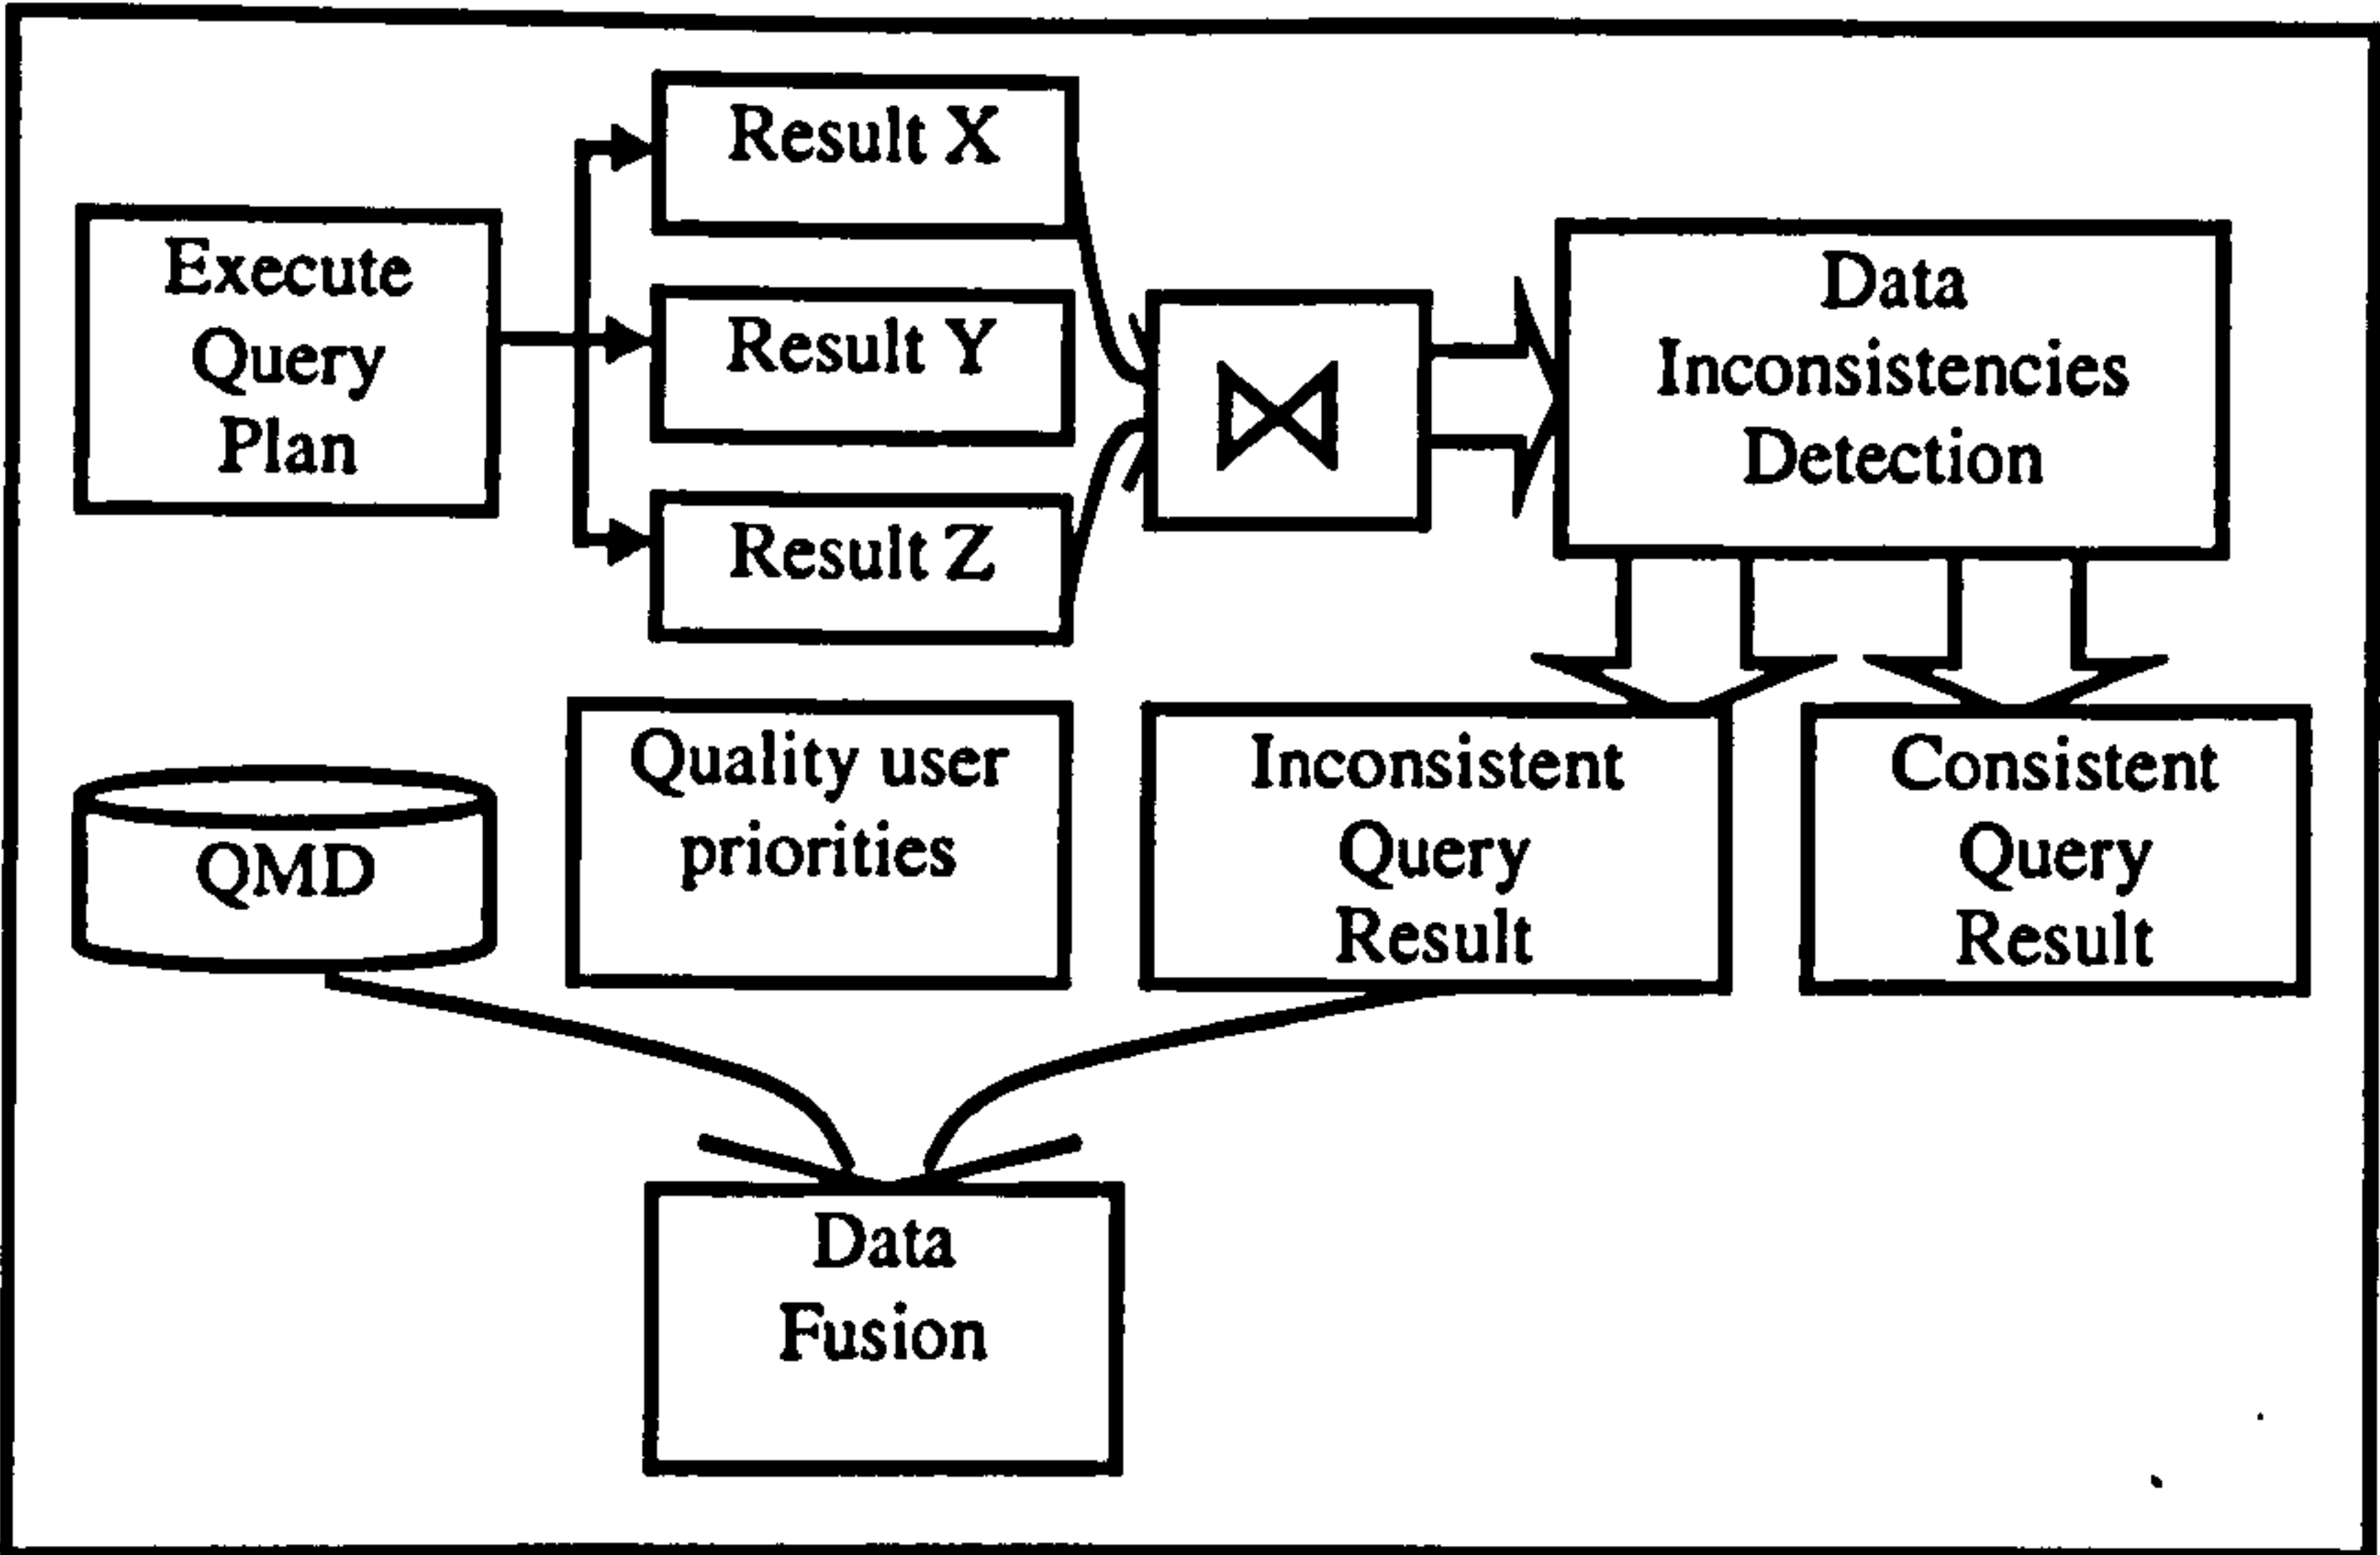 Execute
Query
Plan
Result X
Result Y
Result Z
Data
Inconsistencies
Detection
QMD
Quality user
priorities
Inconsistent
Query
Result
Consistent
Query
Result
Data
Fusion